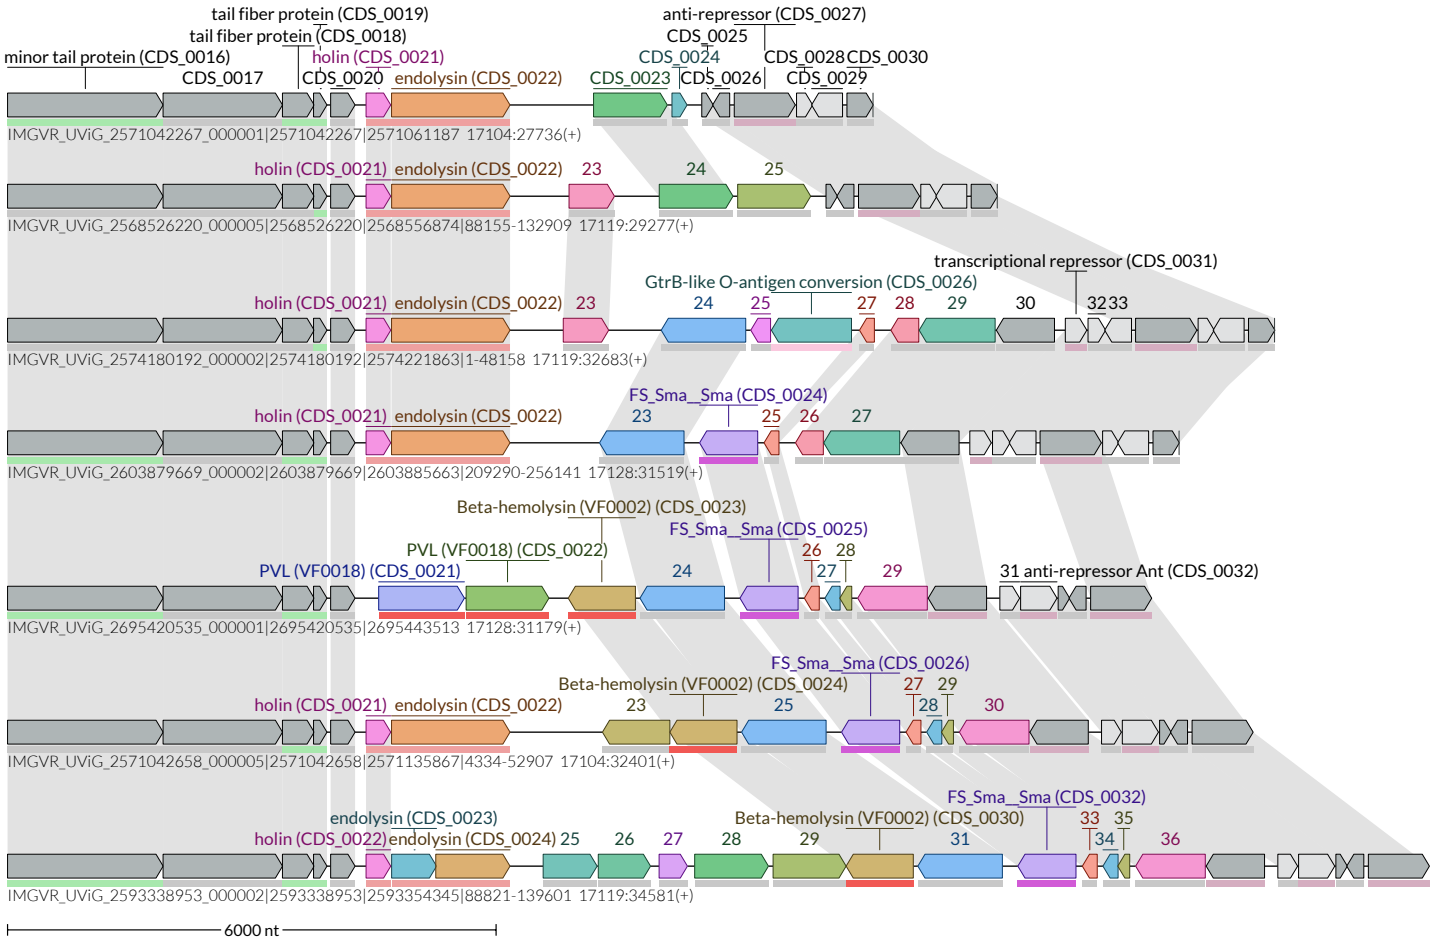 tail fiber protein (CDS_0019)
anti-repressor (CDS_0027)
tail fiber protein (CDS_0018)
CDS_0025
minor tail protein (CDS_0016)
holin (CDS_0021)
CDS_0024
CDS_0028 CDS_0030
CDS_0017
CDS_0020
endolysin (CDS_0022)
CDS_0023
CDS_0026
CDS_0029
IMGVR_UViG_2571042267_000001|2571042267|2571061187 17104:27736(+)
holin (CDS_0021) endolysin (CDS_0022) 23 24 25
IMGVR_UViG_2568526220_000005|2568526220|2568556874|88155-132909 17119:29277(+)
transcriptional repressor (CDS_0031)
GtrB-like O-antigen conversion (CDS_0026)
holin (CDS_0021) endolysin (CDS_0022) 23 24 25 27 28 29 30 32 33
IMGVR_UViG_2574180192_000002|2574180192|2574221863|1-48158 17119:32683(+)
FS_Sma__Sma (CDS_0024)
holin (CDS_0021) endolysin (CDS_0022) 23 25 26 27
IMGVR_UViG_2603879669_000002|2603879669|2603885663|209290-256141 17128:31519(+)
Beta-hemolysin (VF0002) (CDS_0023)
FS_Sma__Sma (CDS_0025)
PVL (VF0018) (CDS_0022) 26 28
PVL (VF0018) (CDS_0021) 24 27 29 31 anti-repressor Ant (CDS_0032)
IMGVR_UViG_2695420535_000001|2695420535|2695443513 17128:31179(+)
FS_Sma__Sma (CDS_0026)
Beta-hemolysin (VF0002) (CDS_0024) 27 29
holin (CDS_0021) endolysin (CDS_0022) 23 25 28 30
IMGVR_UViG_2571042658_000005|2571042658|2571135867|4334-52907 17104:32401(+)
FS_Sma__Sma (CDS_0032)
endolysin (CDS_0023) Beta-hemolysin (VF0002) (CDS_0030) 33 35
holin (CDS_0022) endolysin (CDS_0024) 25 26 27 28 29 31 34 36
IMGVR_UViG_2593338953_000002|2593338953|2593354345|88821-139601 17119:34581(+)
6000 nt